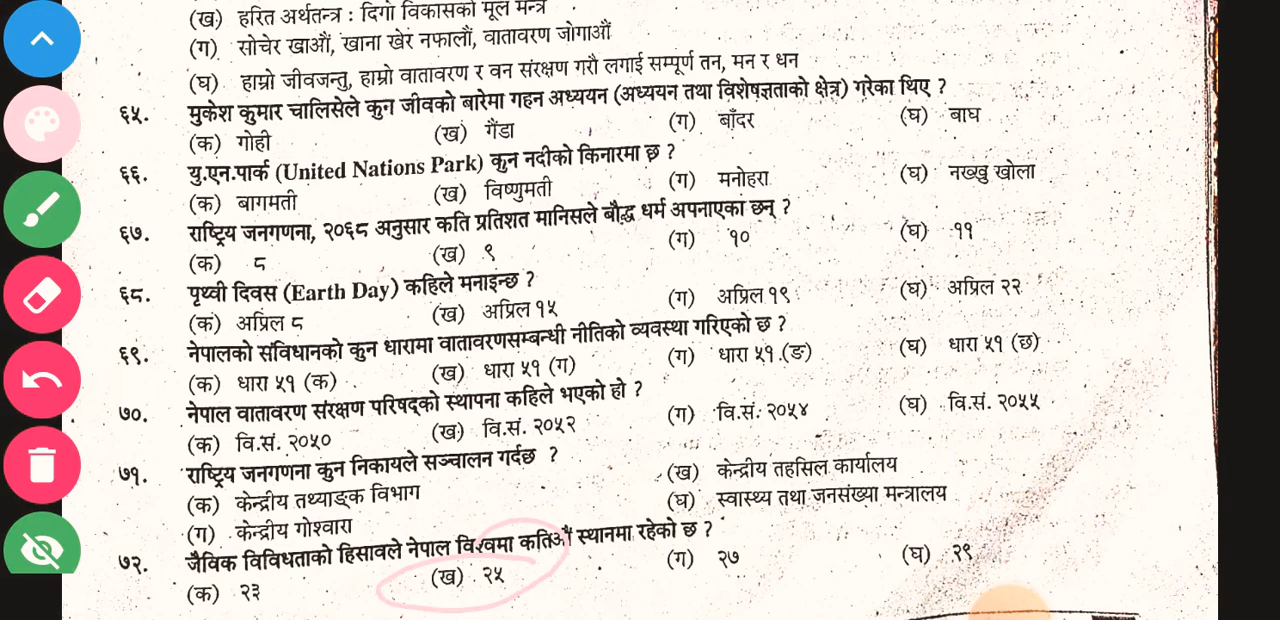 (ख) हरित अर्थतन्त्र : दिगो विकासको मूल मन्त्र
(ग) सोचेर खाऔं, खाना खेर नफालौं, वातावरण जोगाऔं
(घ) हाम्रो जीवजन्तु, हाम्रो वातावरण र वन संरक्षण गरौ लगाई सम्पूर्ण तन, मन र धन
६५. मुकेश कुमार चालिसेले कुन जीवको बारेमा गहन अध्ययन (अध्ययन तथा विशेषज्ञताको क्षेत्र) गरेका थिए ?
(क) गोही (ख) गैंडा (ग) बाँदर (घ) बाघ
६६. यु.एन.पार्क (United Nations Park) कुन नदीको किनारमा छ ?
(क) बागमती (ख) विष्णुमती (ग) मनोहरा (घ) नख्खु खोला
६७. राष्ट्रिय जनगणना, २०६८ अनुसार कति प्रतिशत मानिसले बौद्ध धर्म अपनाएका छन् ?
(क) ८ (ख) ९ (ग) १० (घ) ११
६८. पृथ्वी दिवस (Earth Day) कहिले मनाइन्छ ?
(क) अप्रिल ८ (ख) अप्रिल १५ (ग) अप्रिल १९ (घ) अप्रिल २२
६९. नेपालको संविधानको कुन धारामा वातावरणसम्बन्धी नीतिको व्यवस्था गरिएको छ ?
(क) धारा ५१ (क) (ख) धारा ५१ (ग) (ग) धारा ५१ (ङ) (घ) धारा ५१ (छ)
७०. नेपाल वातावरण संरक्षण परिषद्को स्थापना कहिले भएको हो ?
(क) वि.सं. २०५० (ख) वि.सं. २०५२ (ग) वि.सं. २०५४ (घ) वि.सं. २०५५
७१. राष्ट्रिय जनगणना कुन निकायले सञ्चालन गर्दछ ?
(क) केन्द्रीय तथ्याङ्क विभाग (ख) केन्द्रीय तहसिल कार्यालय
(ग) केन्द्रीय गोश्वारा (घ) स्वास्थ्य तथा जनसंख्या मन्त्रालय
७२. जैविक विविधताको हिसावले नेपाल विश्वमा कतिऔं स्थानमा रहेको छ ?
(क) २३ (ख) २५ (ग) २७ (घ) २९